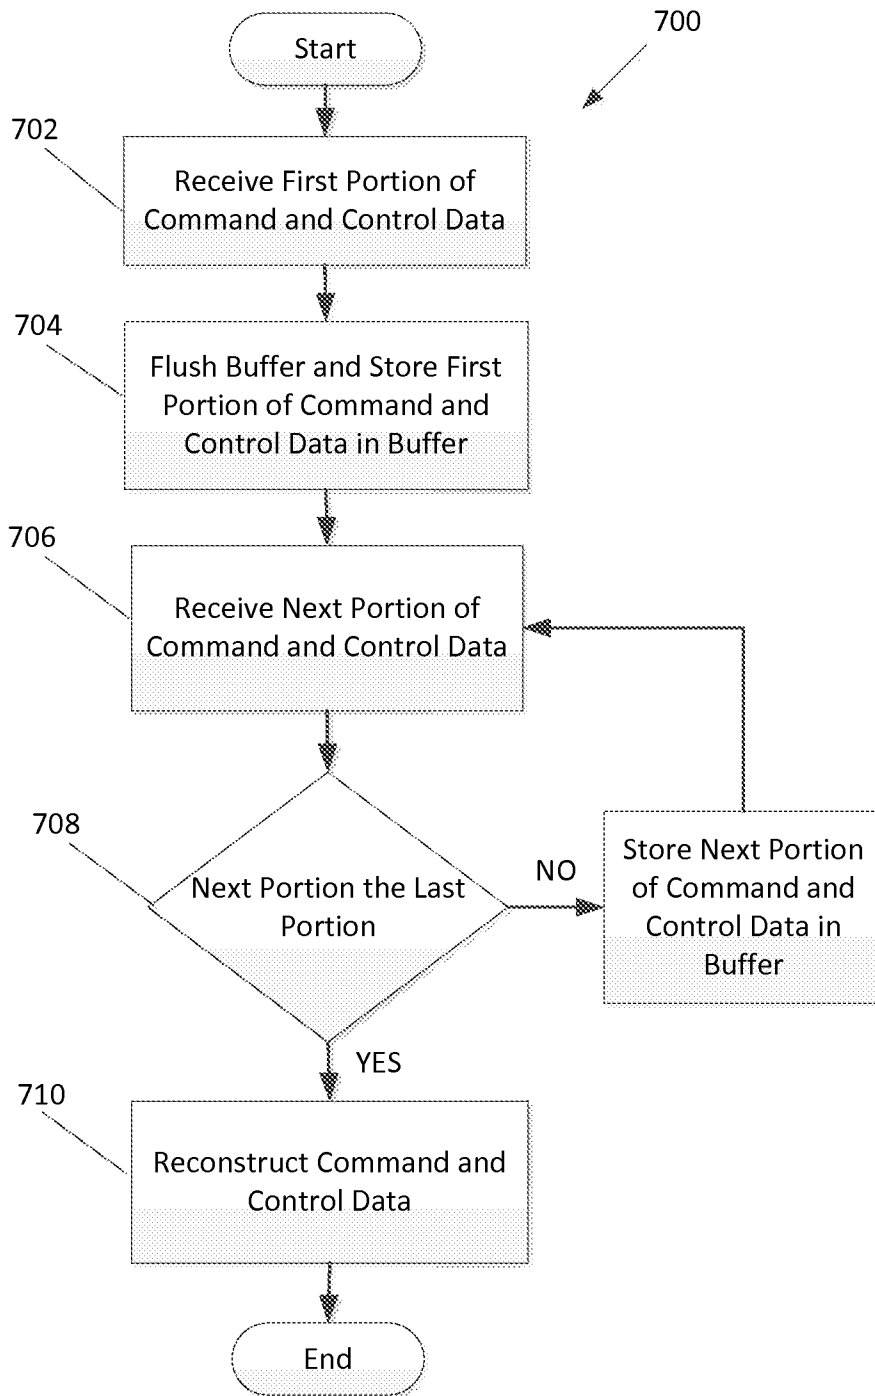 Start
700
702
Receive First Portion of
Command and Control Data
704
Flush Buffer and Store First
Portion of Command and
Control Data in Buffer
706
Receive Next Portion of
Command and Control Data
708
Next Portion the Last
Portion
NO
Store Next Portion
of Command and
Control Data in
Buffer
YES
710
Reconstruct Command and
Control Data
End